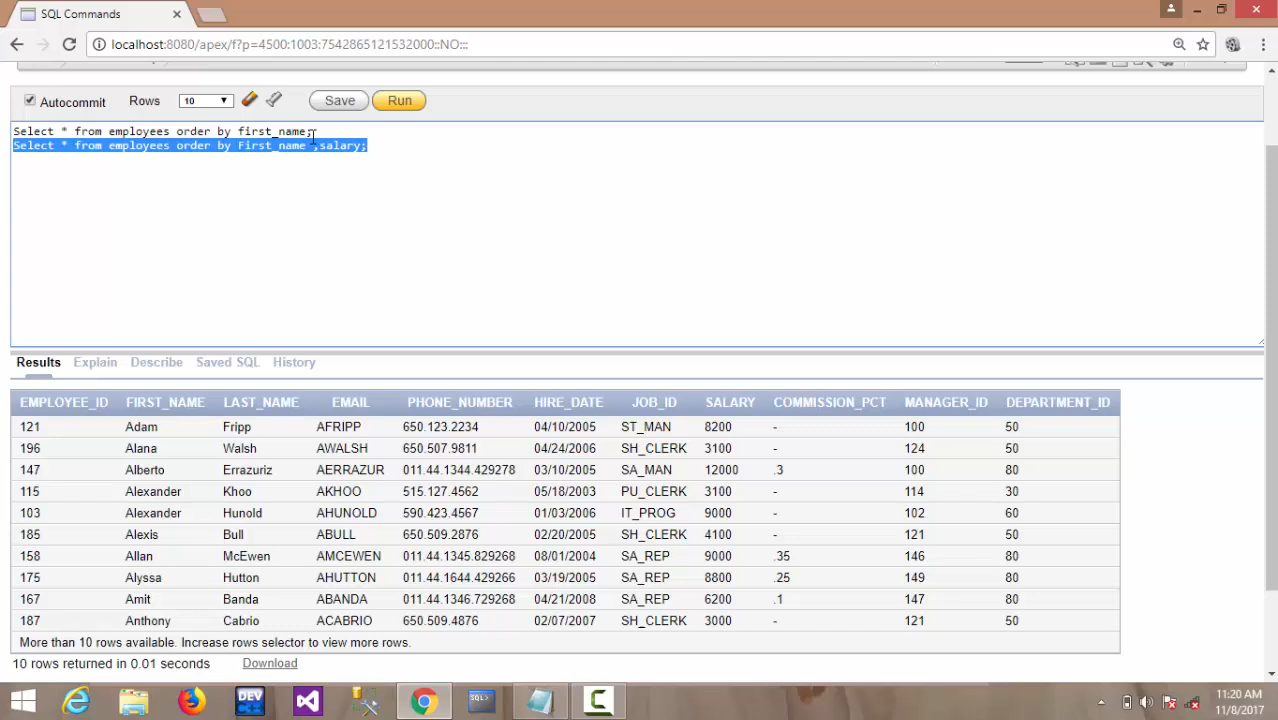 SQL Commands
localhost:8080/apex/f?p=4500:1003:7542865121532000::NO:::
Autocommit Rows 10 Save Run
Select * from employees order by first_name;
Select * from employees order by First_name ,salary;
Results Explain Describe Saved SQL History
EMPLOYEE_ID FIRST_NAME LAST_NAME EMAIL PHONE_NUMBER HIRE_DATE JOB_ID SALARY COMMISSION_PCT MANAGER_ID DEPARTMENT_ID
121 Adam Fripp AFRIPP 650.123.2234 04/10/2005 ST_MAN 8200 - 100 50
196 Alana Walsh AWALSH 650.507.9811 04/24/2006 SH_CLERK 3100 - 124 50
147 Alberto Errazuriz AERRAZUR 011.44.1344.429278 03/10/2005 SA_MAN 12000 .3 100 80
115 Alexander Khoo AKHOO 515.127.4562 05/18/2003 PU_CLERK 3100 - 114 30
103 Alexander Hunold AHUNOLD 590.423.4567 01/03/2006 IT_PROG 9000 - 102 60
185 Alexis Bull ABULL 650.509.2876 02/20/2005 SH_CLERK 4100 - 121 50
158 Allan McEwen AMCEWEN 011.44.1345.829268 08/01/2004 SA_REP 9000 .35 146 80
175 Alyssa Hutton AHUTTON 011.44.1644.429266 03/19/2005 SA_REP 8800 .25 149 80
167 Amit Banda ABANDA 011.44.1346.729268 04/21/2008 SA_REP 6200 .1 147 80
187 Anthony Cabrio ACABRIO 650.509.4876 02/07/2007 SH_CLERK 3000 - 121 50
More than 10 rows available. Increase rows selector to view more rows.
10 rows returned in 0.01 seconds Download
DEV
C++
SQL>
11:20 AM
11/8/2017